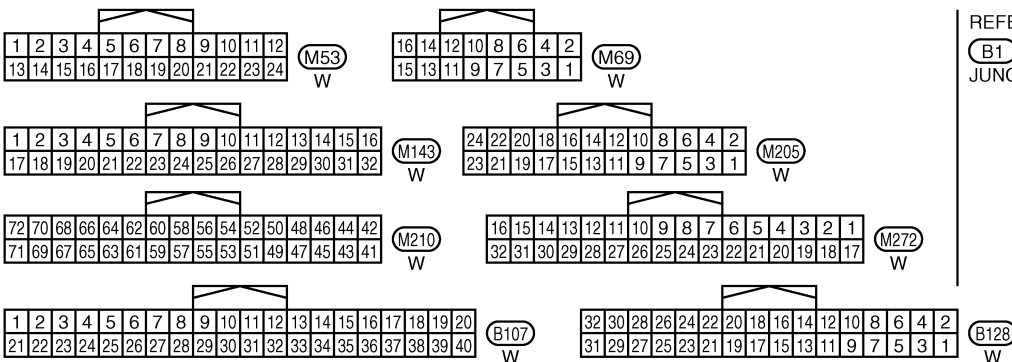 1 2 3 4 5 6 7 8 9 10 11 12
13 14 15 16 17 18 19 20 21 22 23 24
M53
W
16 14 12 10 8 6 4 2
15 13 11 9 7 5 3 1
M69
W
REFE
B1
JUNC
1 2 3 4 5 6 7 8 9 10 11 12 13 14 15 16
17 18 19 20 21 22 23 24 25 26 27 28 29 30 31 32
M143
W
24 22 20 18 16 14 12 10 8 6 4 2
23 21 19 17 15 13 11 9 7 5 3 1
M205
W
72 70 68 66 64 62 60 58 56 54 52 50 48 46 44 42
71 69 67 65 63 61 59 57 55 53 51 49 47 45 43 41
M210
W
16 15 14 13 12 11 10 9 8 7 6 5 4 3 2 1
32 31 30 29 28 27 26 25 24 23 22 21 20 19 18 17
M272
W
1 2 3 4 5 6 7 8 9 10 11 12 13 14 15 16 17 18 19 20
21 22 23 24 25 26 27 28 29 30 31 32 33 34 35 36 37 38 39 40
B107
W
32 30 28 26 24 22 20 18 16 14 12 10 8 6 4 2
31 29 27 25 23 21 19 17 15 13 11 9 7 5 3 1
B128
W